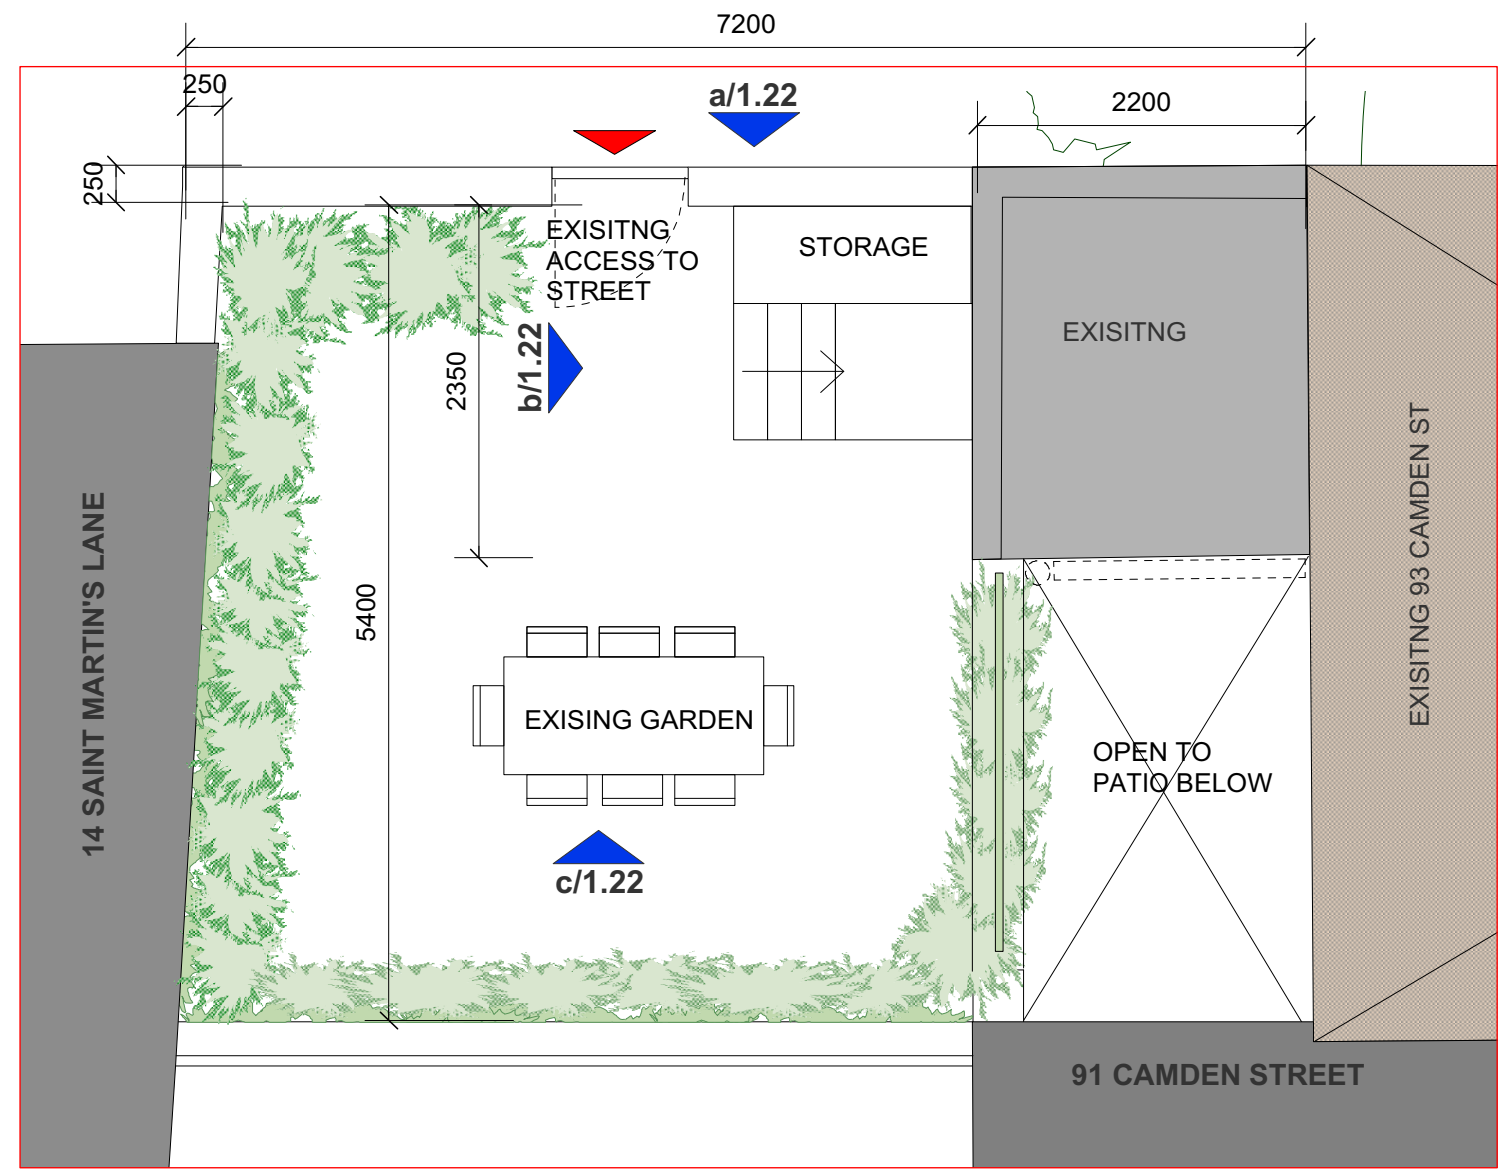 7200
250
a/1.22
2200
250
EXISITNG
ACCESS TO
STREET
STORAGE
EXISITNG
b/1.22
2350
EXISITNG 93 CAMDEN ST
14 SAINT MARTIN'S LANE
5400
EXISING GARDEN
OPEN TO
PATIO BELOW
c/1.22
91 CAMDEN STREET